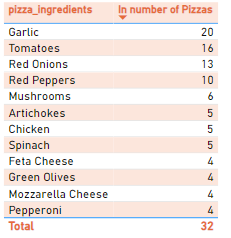 pizza_ingredients In number of Pizzas
Garlic 20
Tomatoes 16
Red Onions 13
Red Peppers 10
Mushrooms 6
Artichokes 5
Chicken 5
Spinach 5
Feta Cheese 4
Green Olives 4
Mozzarella Cheese 4
Pepperoni 4
Total 32